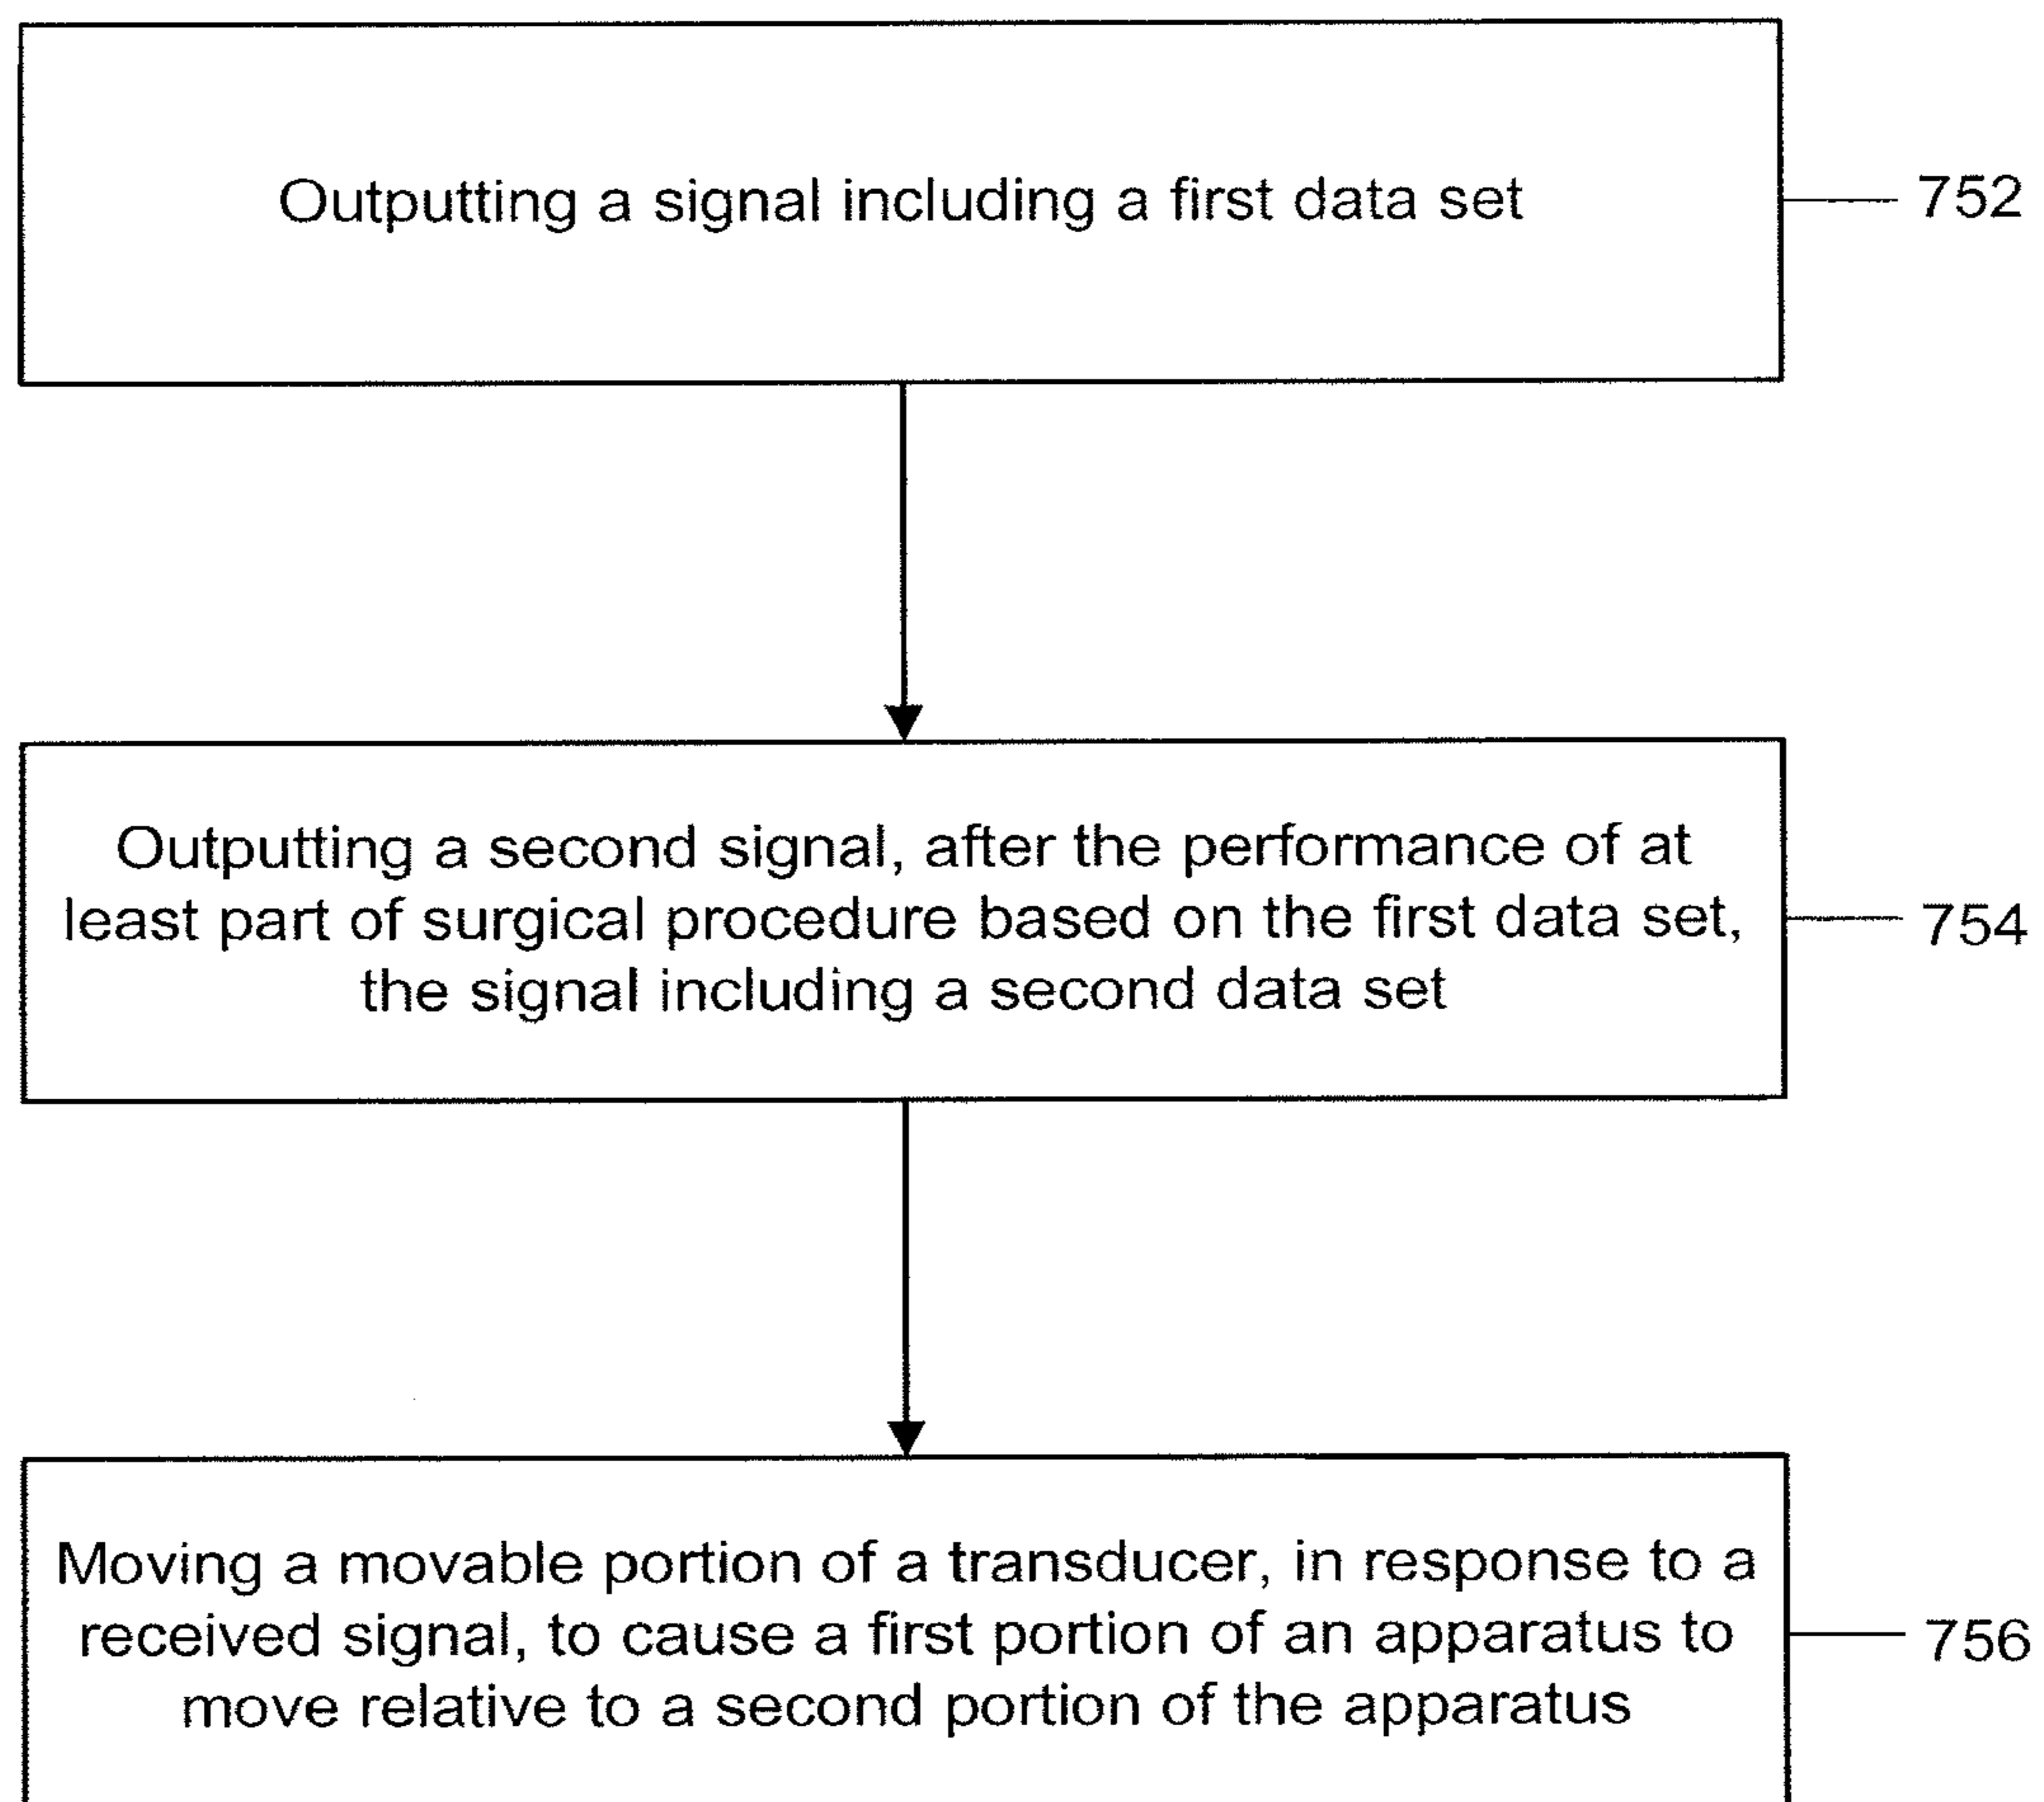 Outputting a signal including a first data set
752
Outputting a second signal, after the performance of at
least part of surgical procedure based on the first data set,
the signal including a second data set
754
Moving a movable portion of a transducer, in response to a
received signal, to cause a first portion of an apparatus to
move relative to a second portion of the apparatus
756